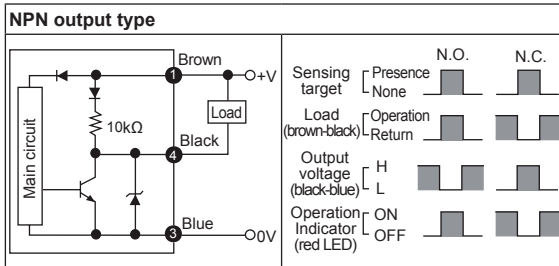 NPN output type
Brown
1
+V
Load
10kΩ
Black
4
Main circuit
Blue
3
0V
N.O. N.C.
Sensing target Presence
None
Load (brown-black) Operation
Return
Output voltage (black-blue) H
L
Operation Indicator (red LED) ON
OFF